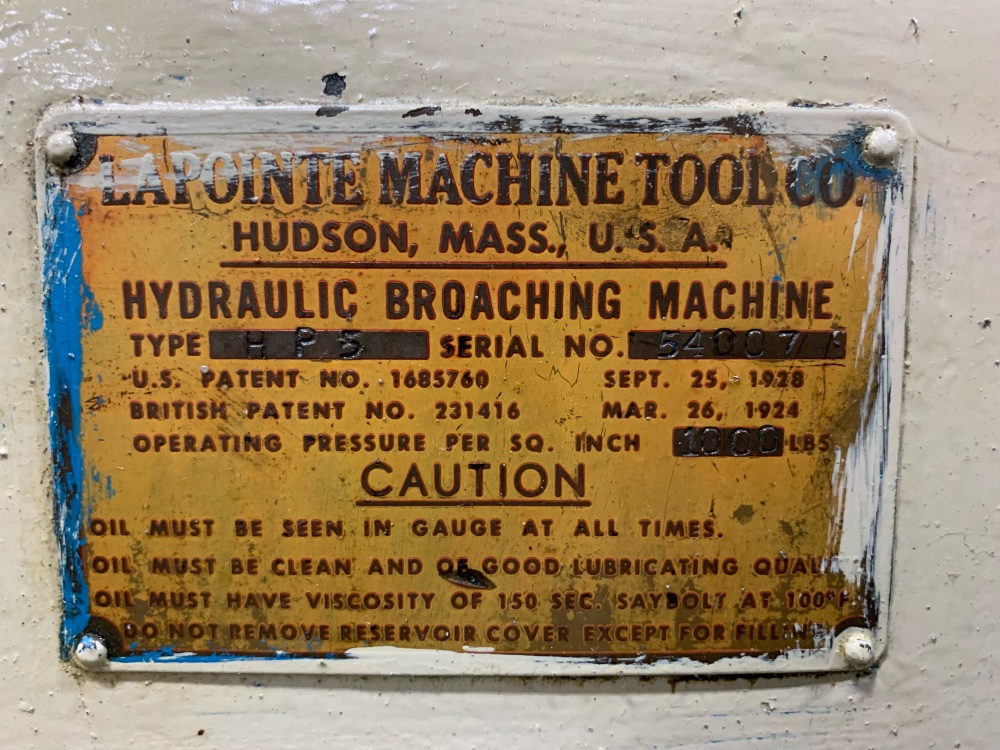 LAPOINTE MACHINE TOOL CO.
HUDSON, MASS., U.S.A.
HYDRAULIC BROACHING MACHINE
TYPE HP5 SERIAL NO. 54007
U.S. PATENT NO. 1685760 SEPT. 25, 1928
BRITISH PATENT NO. 231416 MAR. 26, 1924
OPERATING PRESSURE PER SQ. INCH 1000 LBS
CAUTION
OIL MUST BE SEEN IN GAUGE AT ALL TIMES.
OIL MUST BE CLEAN AND OF GOOD LUBRICATING
OIL MUST HAVE VISCOSITY OF 150 SEC. SAYBOLT AT 100°F
DO NOT REMOVE RESERVOIR COVER EXCEPT FOR FILLING